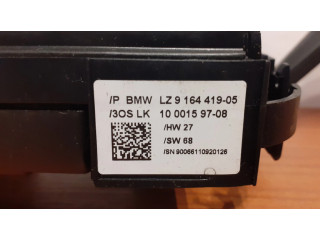 /P BMW LZ 9 164 419-05
/3OS LK 10 0015 97-08
/HW 27
/SW 68
/SN 90066110920126